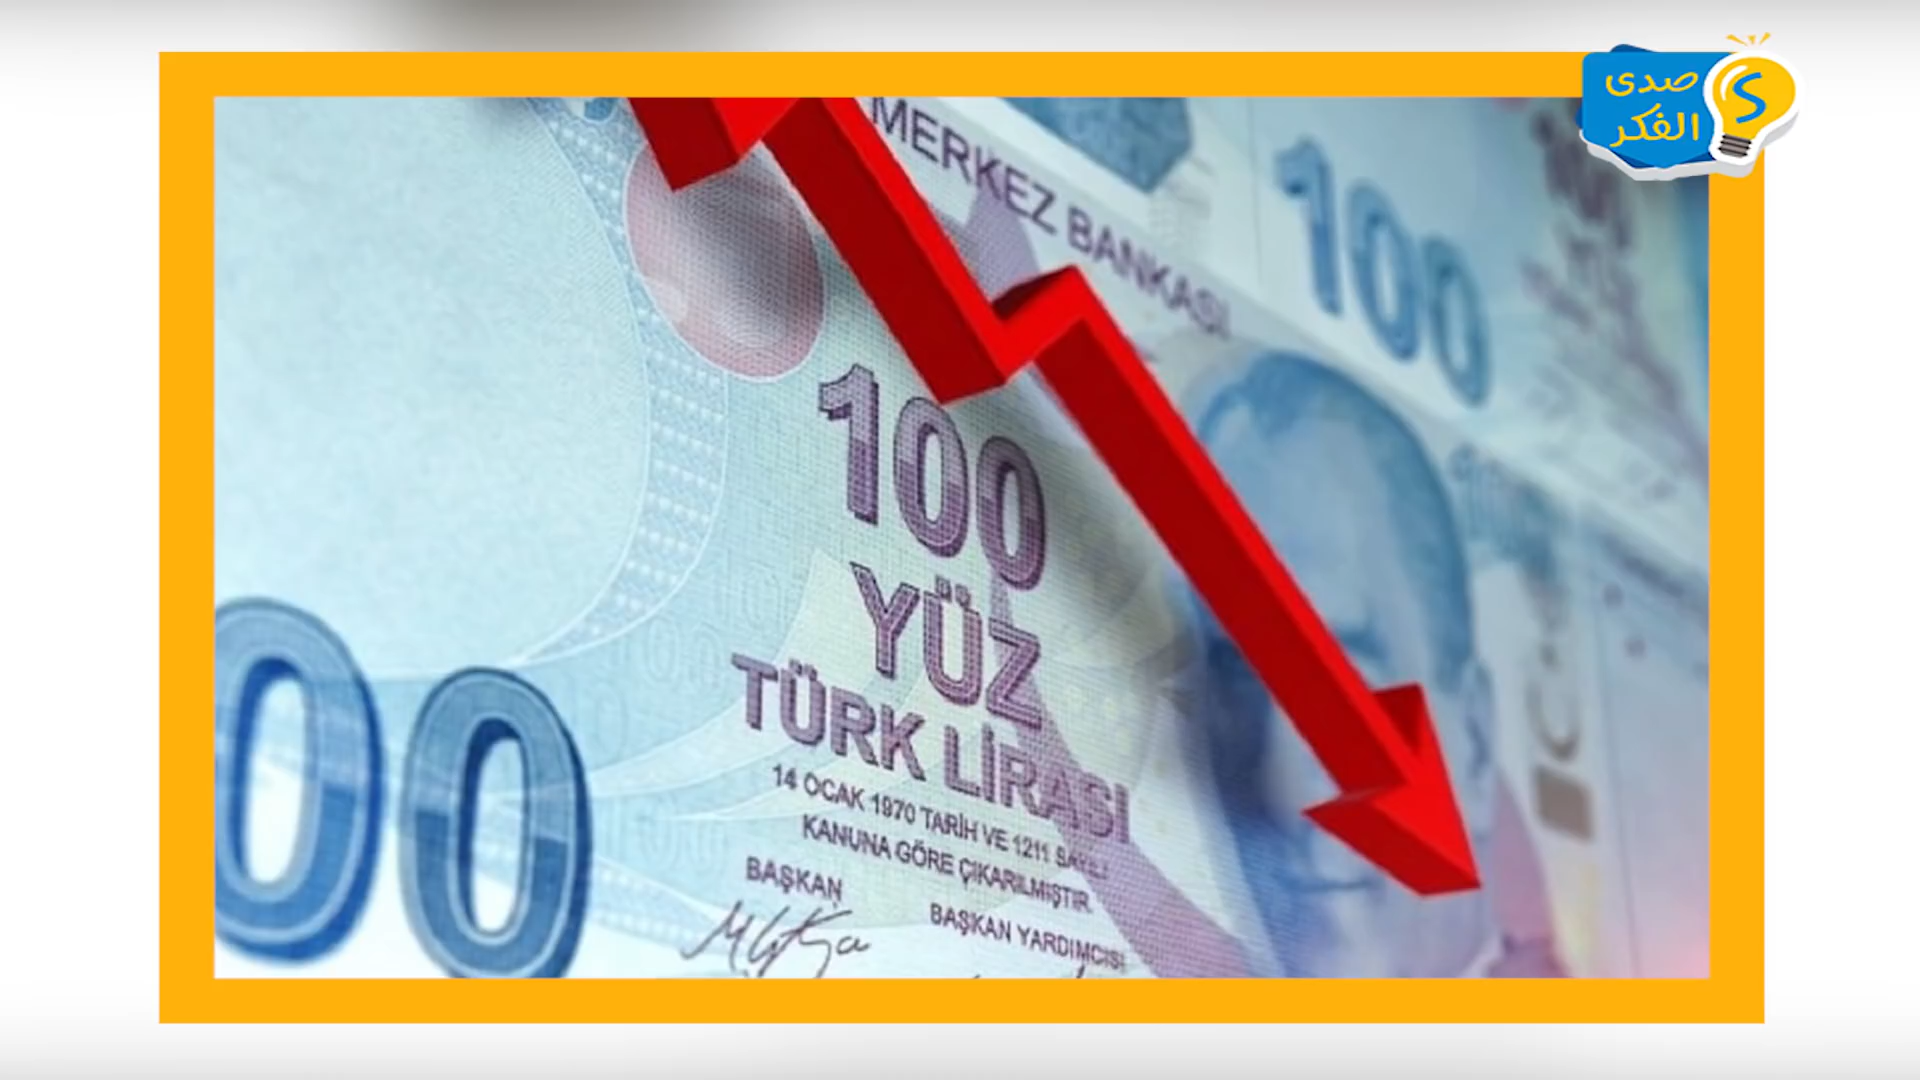 صدى
الفكر
MERKEZ BANKASI
100
100
YÜZ
TÜRK LİRASI
14 OCAK 1970 TARİH VE 1211 SAYILI
KANUNA GÖRE ÇIKARILMIŞTIR.
BAŞKAN
BAŞKAN YARDIMCISI
00